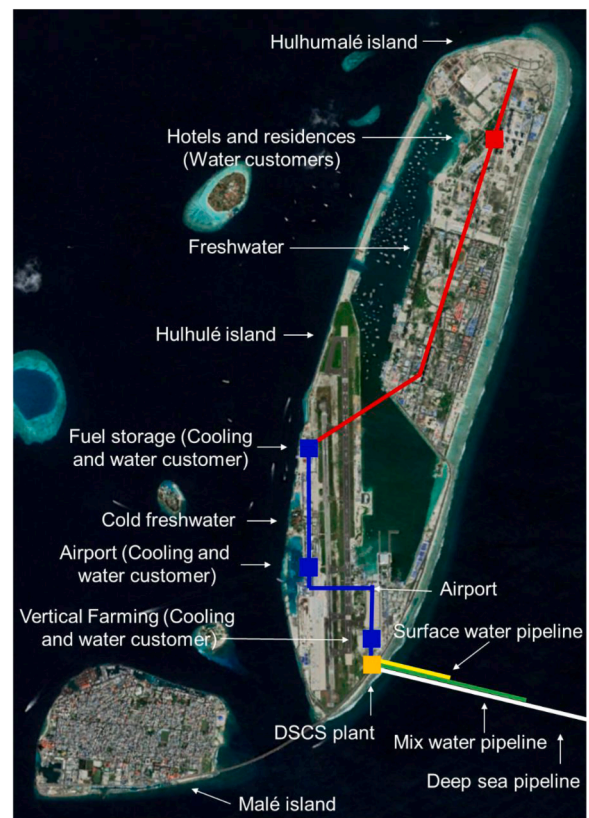 Hulhumalé island
Hotels and residences
(Water customers)
Freshwater
Hulhulé island
Fuel storage (Cooling
and water customer)
Cold freshwater
Airport (Cooling and
water customer)
Airport
Vertical Farming (Cooling
and water customer)
Surface water pipeline
DSCS plant
Mix water pipeline
Deep sea pipeline
Malé island